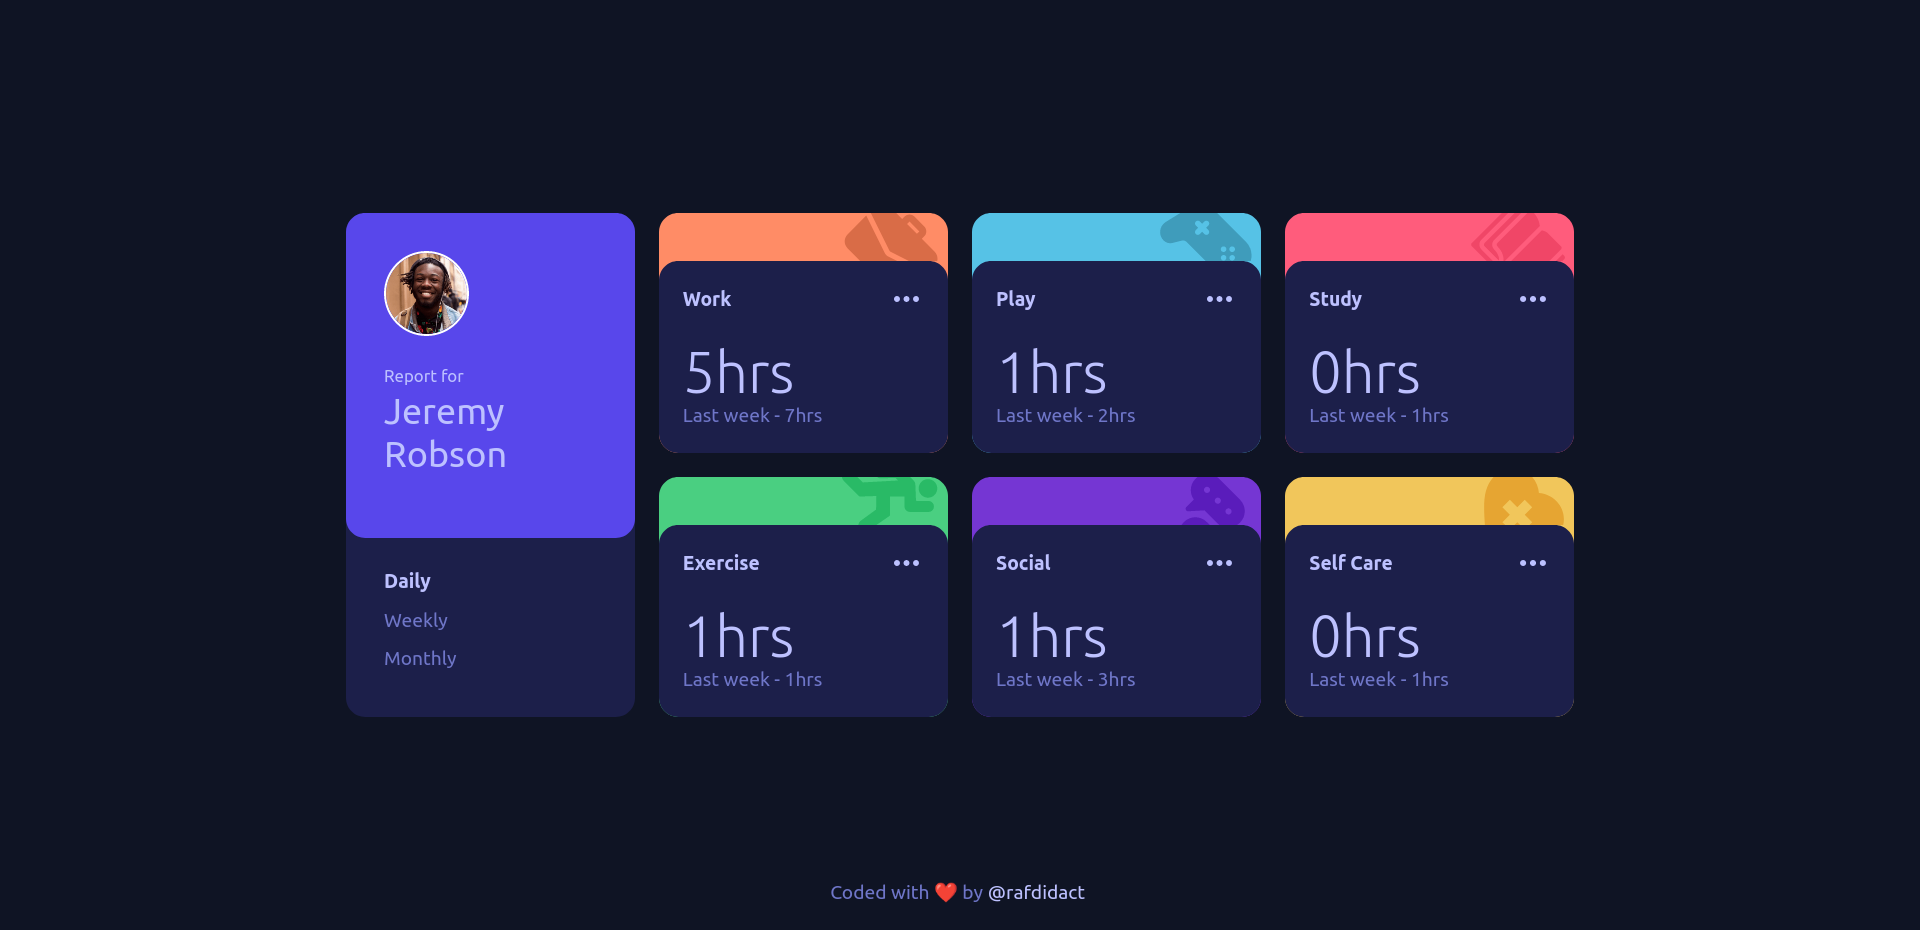 Report for
Jeremy
Robson
Daily
Weekly
Monthly
Work
5hrs
Last week - 7hrs
Play
1hrs
Last week - 2hrs
Study
0hrs
Last week - 1hrs
Exercise
1hrs
Last week - 1hrs
Social
1hrs
Last week - 3hrs
Self Care
0hrs
Last week - 1hrs
Coded with ❤️ by @rafdidact